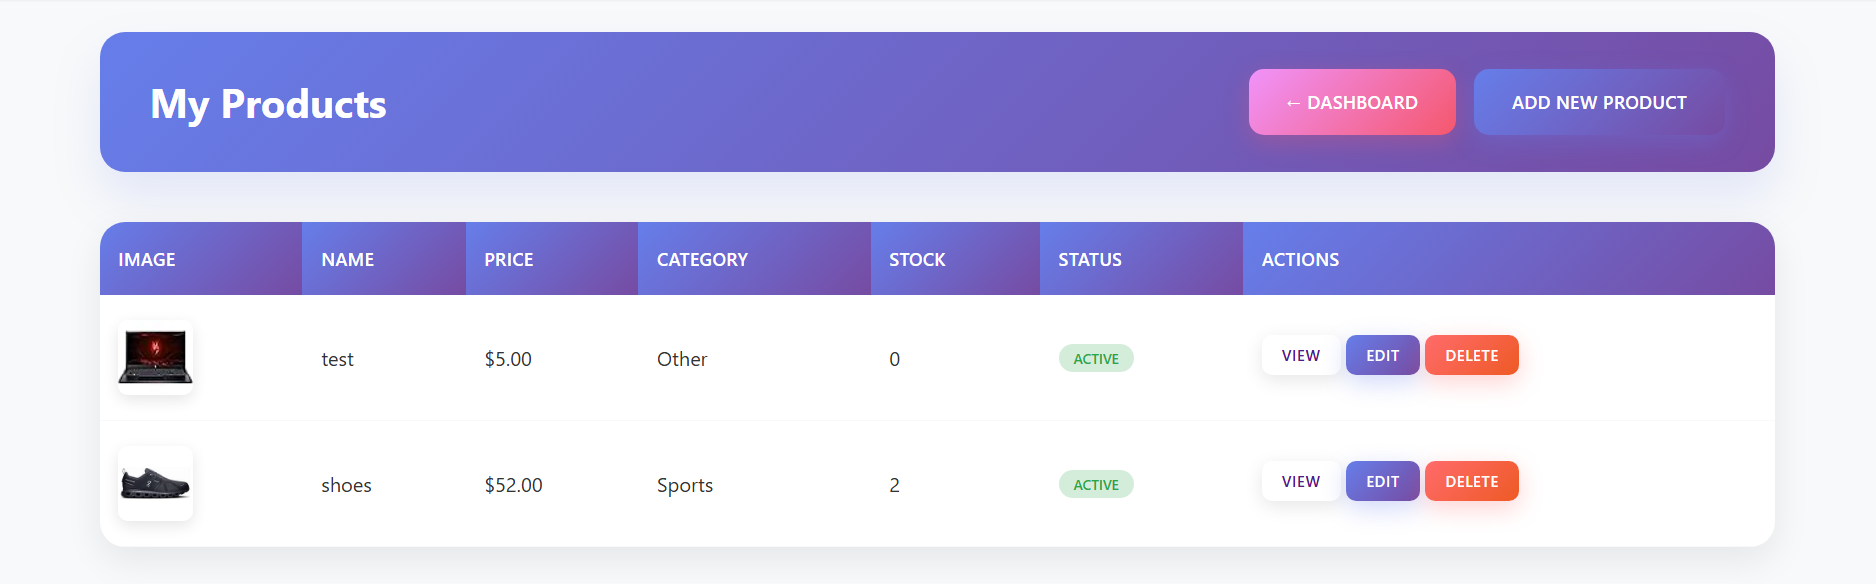 My Products
← DASHBOARD
ADD NEW PRODUCT
IMAGE NAME PRICE CATEGORY STOCK STATUS ACTIONS
test $5.00 Other 0 ACTIVE VIEW EDIT DELETE
shoes $52.00 Sports 2 ACTIVE VIEW EDIT DELETE